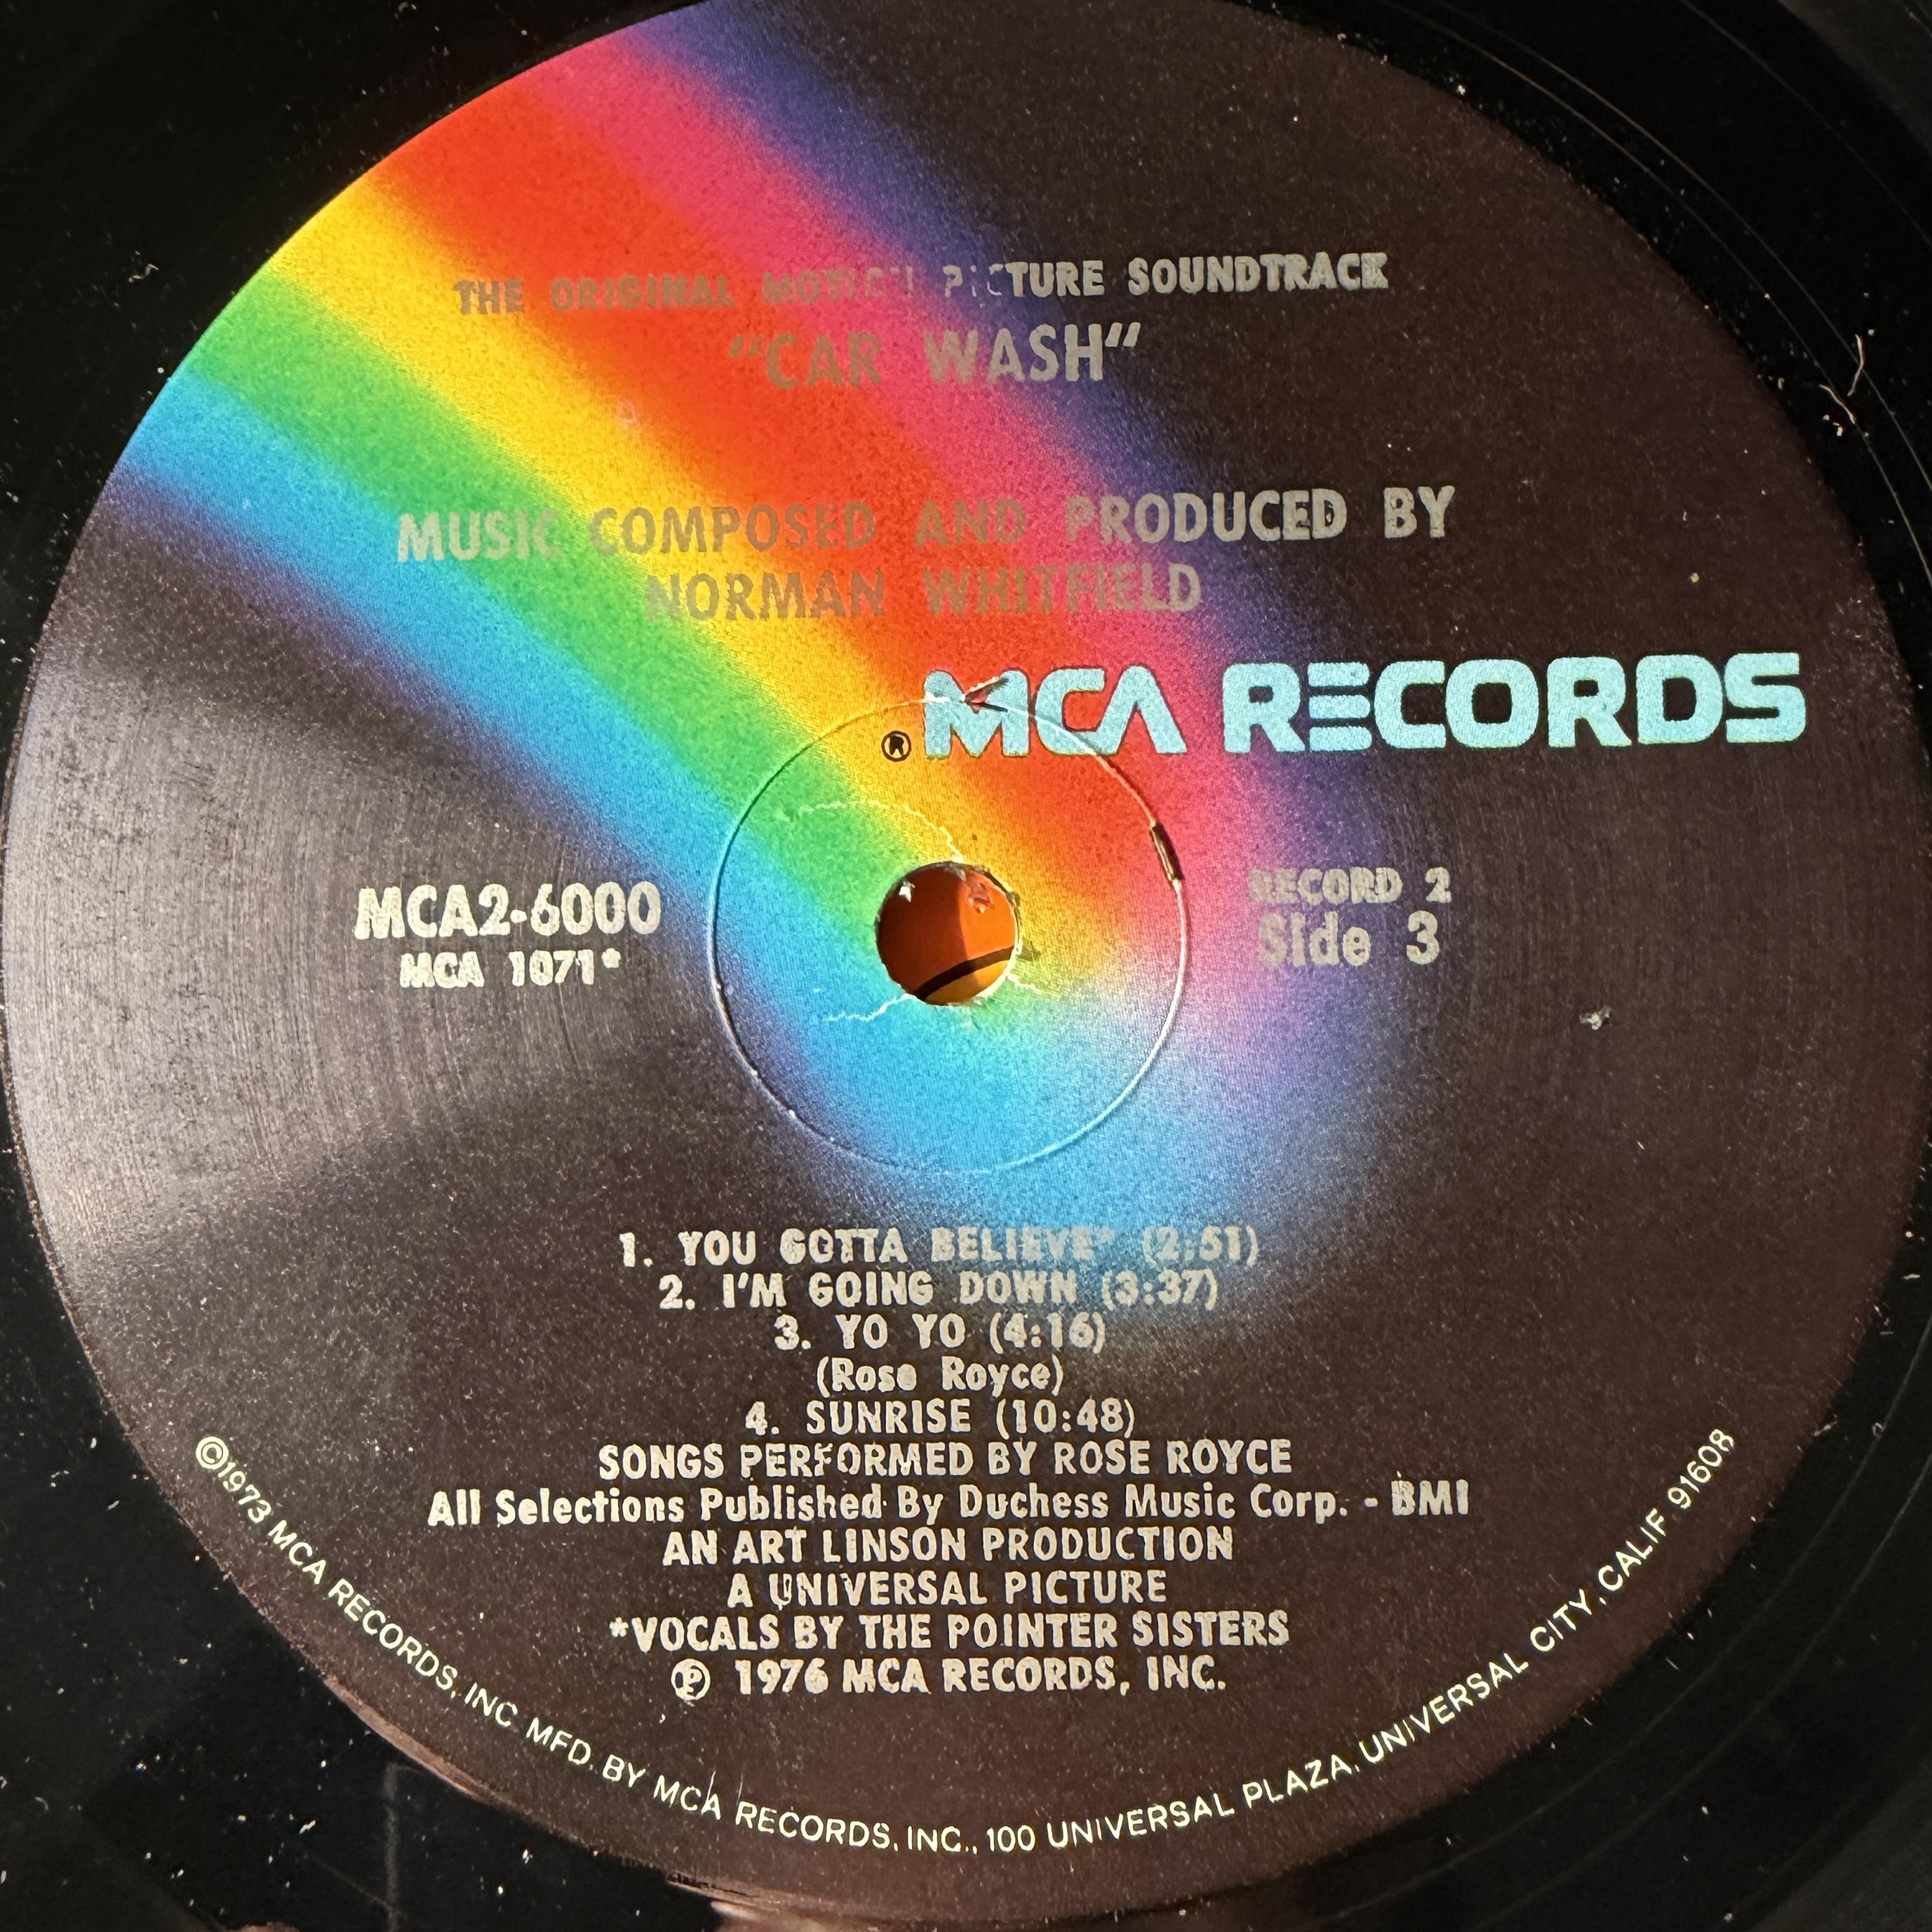 THE ORIGINAL MOTION PICTURE SOUNDTRACK
"CAR WASH"
MUSIC COMPOSED AND PRODUCED BY
NORMAN WHITFIELD
® MCA RECORDS
MCA2-6000
MCA 1071*
RECORD 2
Side 3
1. YOU GOTTA BELIEVE* (2:51)
2. I'M GOING DOWN (3:37)
3. YO YO (4:16)
(Rose Royce)
4. SUNRISE (10:48)
SONGS PERFORMED BY ROSE ROYCE
All Selections Published By Duchess Music Corp. - BMI
AN ART LINSON PRODUCTION
A UNIVERSAL PICTURE
*VOCALS BY THE POINTER SISTERS
℗ 1976 MCA RECORDS, INC.
©1973 MCA RECORDS, INC MFD. BY MCA RECORDS, INC., 100 UNIVERSAL PLAZA, UNIVERSAL CITY, CALIF 91608